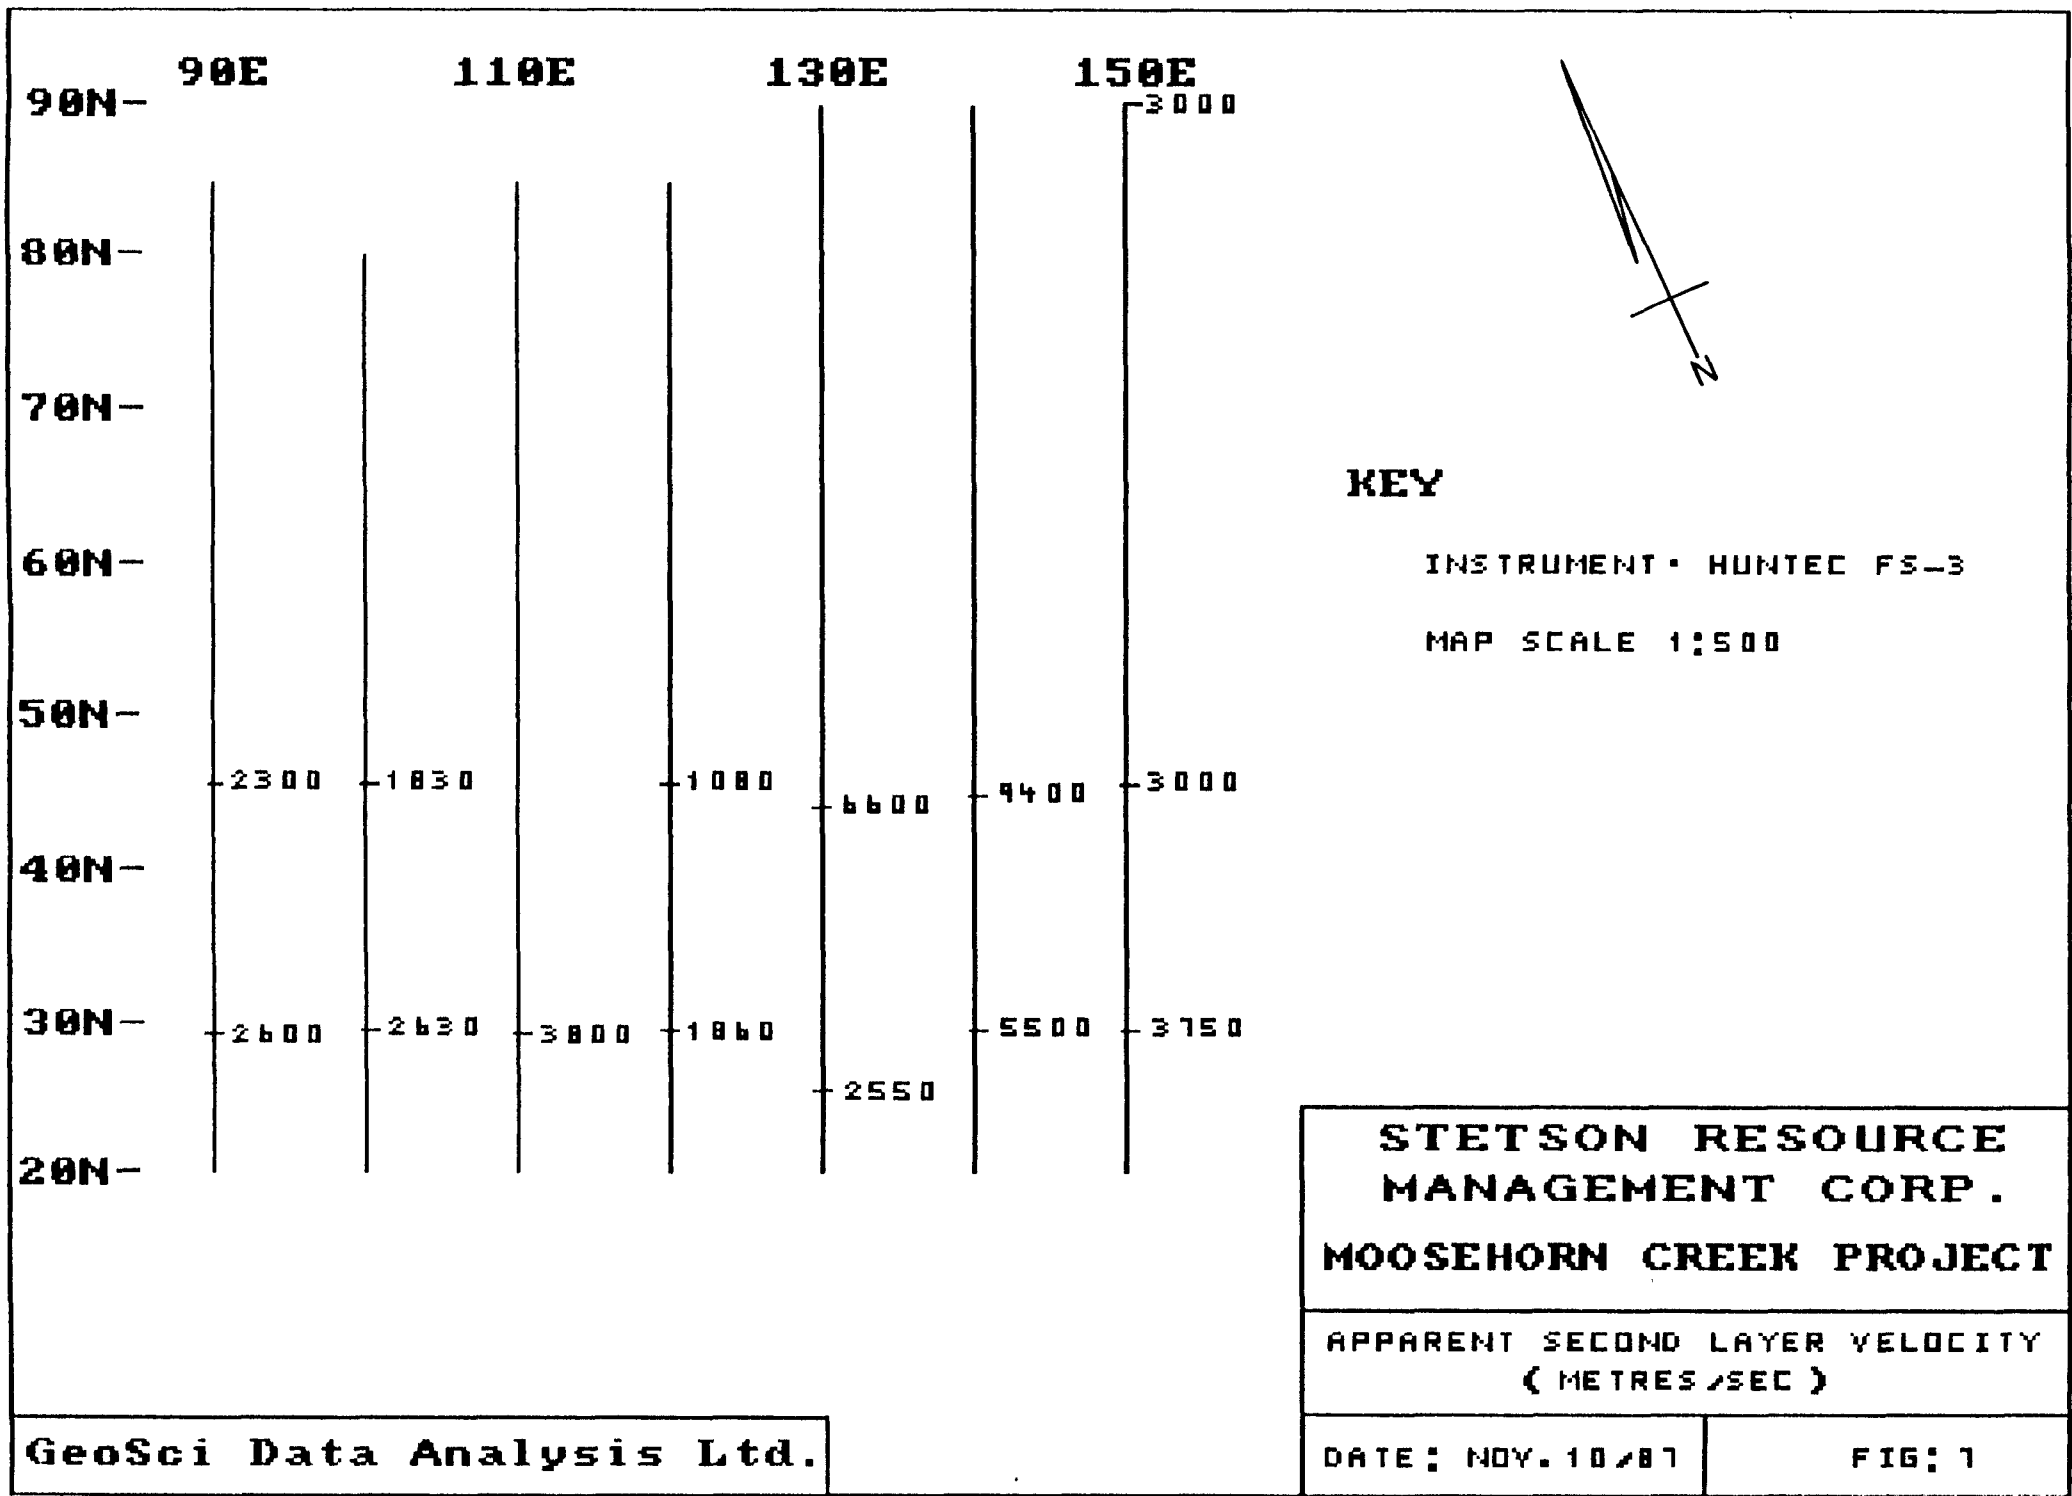 90E 110E 130E 150E
90N-
3000
80N-
70N-
60N-
50N-
2300 1830 1080 6600 9400 3000
40N-
30N-
2600 2630 3800 1860 5500 3750
2550
20N-
N
KEY
INSTRUMENT: HUNTEC FS-3
MAP SCALE 1:500
STETSON RESOURCE
MANAGEMENT CORP.
MOOSEHORN CREEK PROJECT
APPARENT SECOND LAYER VELOCITY
(METRES/SEC)
DATE: NOV.10/87
FIG: 7
GeoSci Data Analysis Ltd.